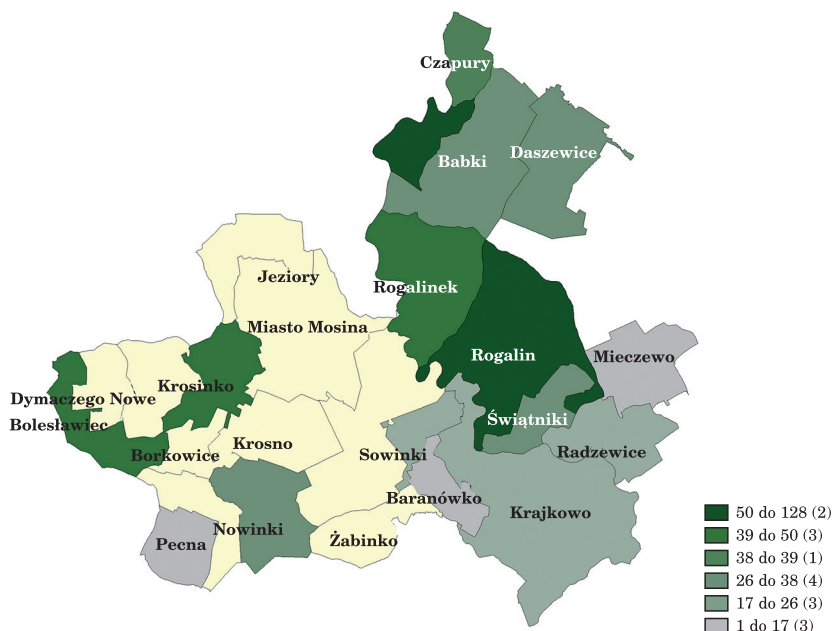 Czapury
Babki
Daszewice
Jeziory
Rogalinek
Miasto Mosina
Rogalin
Mieczewo
Krosinko
Dymaczego Nowe
Świątniki
Bolesławiec
Krosno
Borkowice
Sowinki
Radzewice
Baranówko
Krajkowo
Nowinki
Żabinko
Pecna
50 do 128 (2)
39 do 50 (3)
38 do 39 (1)
26 do 38 (4)
17 do 26 (3)
1 do 17 (3)